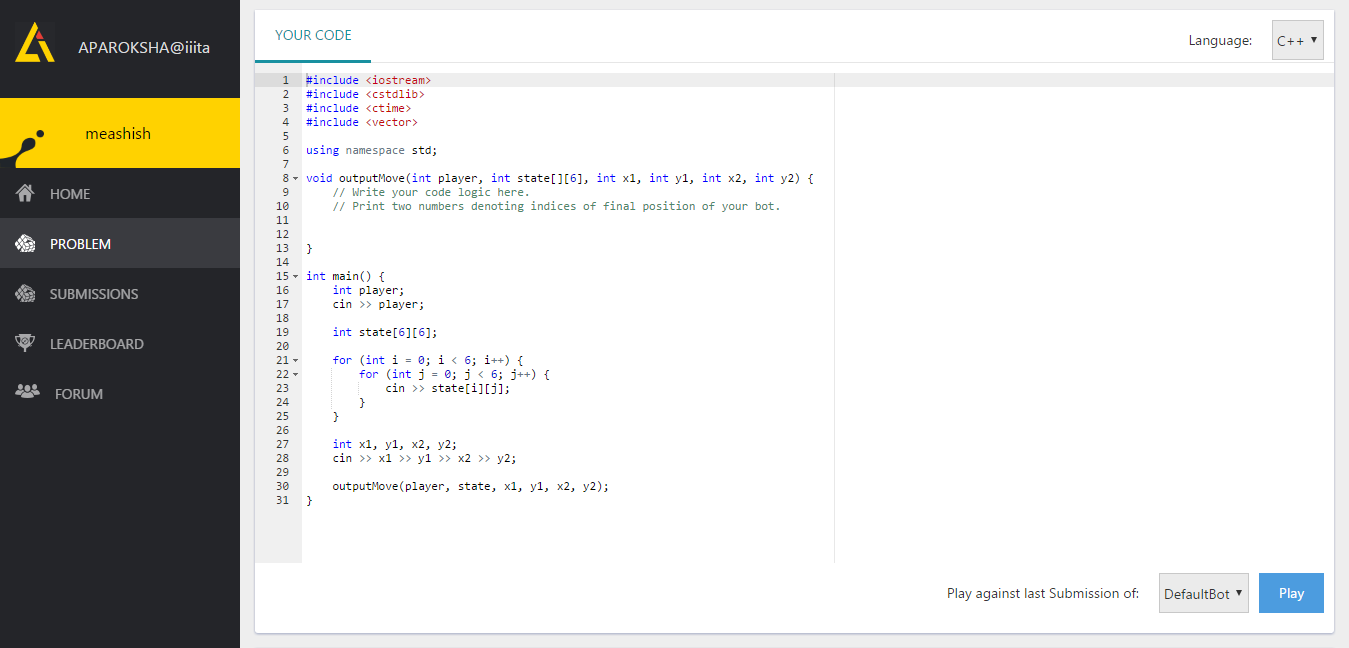 APAROKSHA@iiita
meashish
HOME
PROBLEM
SUBMISSIONS
LEADERBOARD
FORUM
YOUR CODE
Language:
C++
1 #include <iostream>
2 #include <cstdlib>
3 #include <ctime>
4 #include <vector>
5
6 using namespace std;
7
8 void outputMove(int player, int state[][6], int x1, int y1, int x2, int y2) {
9     // Write your code logic here.
10     // Print two numbers denoting indices of final position of your bot.
11
12
13 }
14
15 int main() {
16     int player;
17     cin >> player;
18
19     int state[6][6];
20
21     for (int i = 0; i < 6; i++) {
22         for (int j = 0; j < 6; j++) {
23             cin >> state[i][j];
24         }
25     }
26
27     int x1, y1, x2, y2;
28     cin >> x1 >> y1 >> x2 >> y2;
29
30     outputMove(player, state, x1, y1, x2, y2);
31 }
Play against last Submission of:
DefaultBot
Play